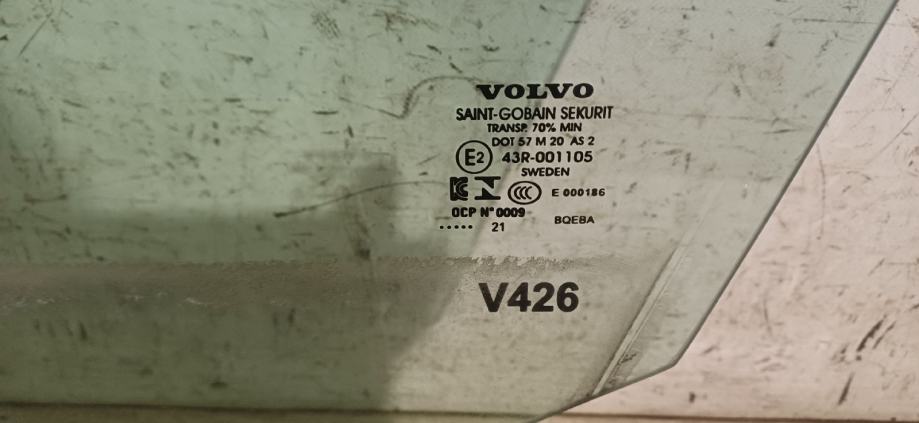 VOLVO
SAINT-GOBAIN SEKURIT
TRANSP. 70% MIN
DOT 57 M 20 AS 2
E2 43R-001105
SWEDEN
CCC E 000186
OCP N°0009
..... 21 BQEBA
V426